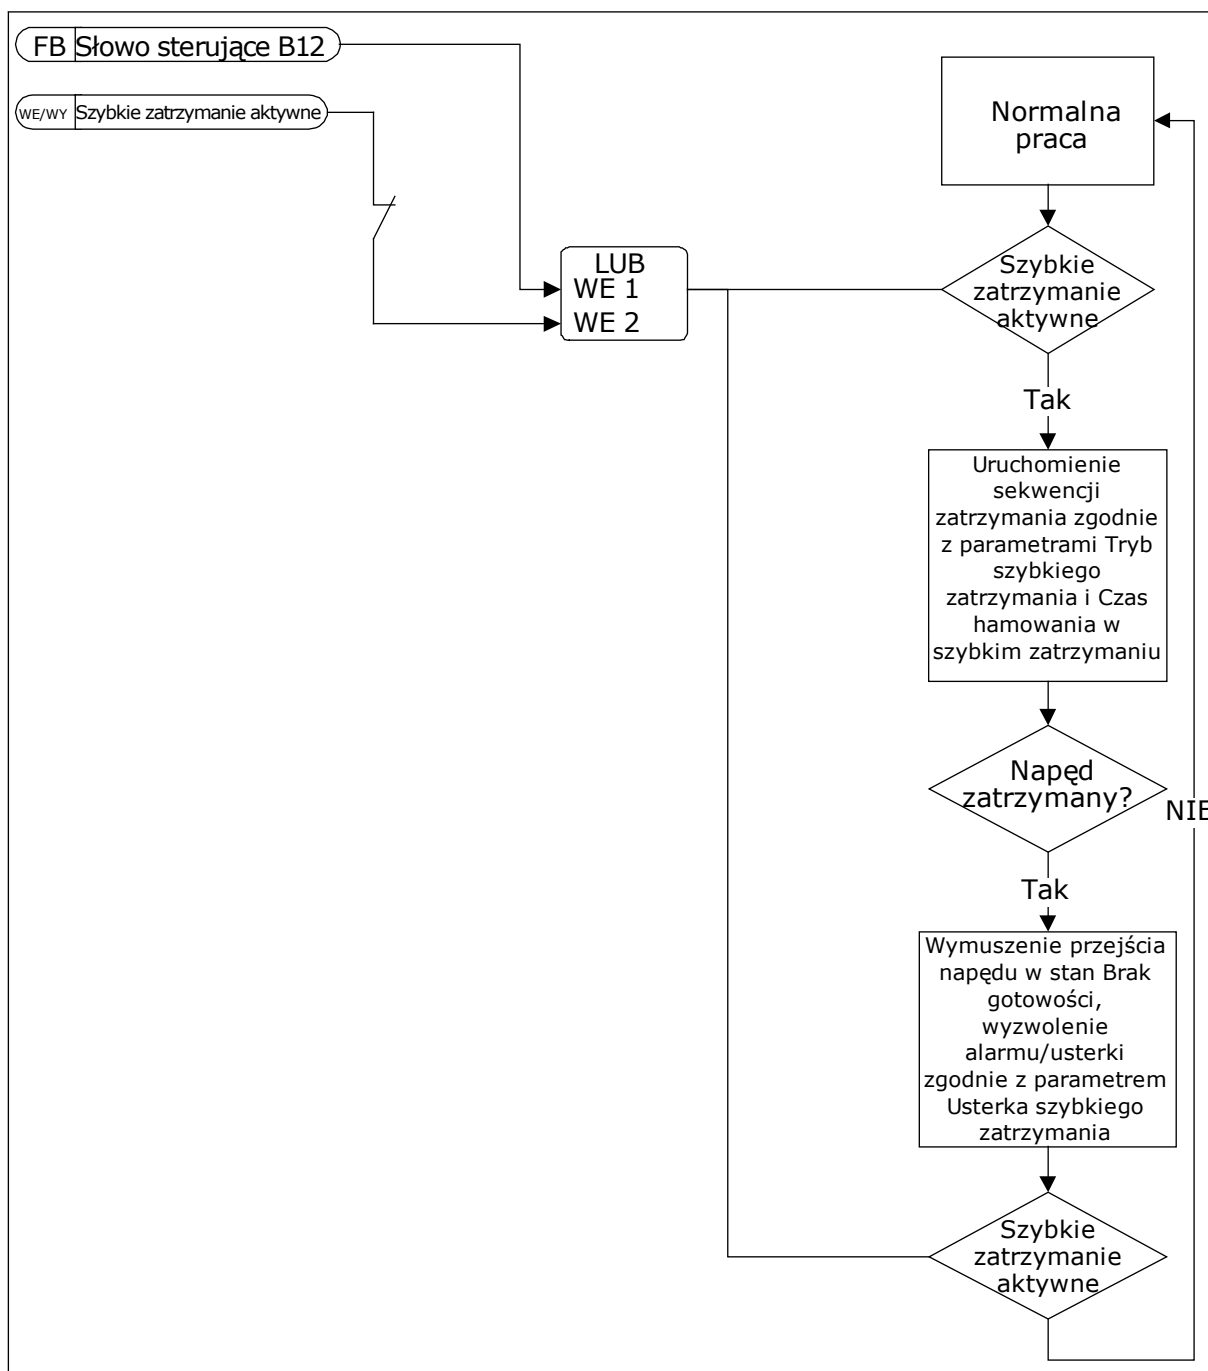 FB Słowo sterujące B12
WE/WY Szybkie zatrzymanie aktywne
LUB
WE 1
WE 2
Normalna
praca
Szybkie
zatrzymanie
aktywne
Tak
Uruchomienie
sekwencji
zatrzymania zgodnie
z parametrami Tryb
szybkiego
zatrzymania i Czas
hamowania w
szybkim zatrzymaniu
Napęd
zatrzymany?
NIE
Tak
Wymuszenie przejścia
napędu w stan Brak
gotowości,
wyzwolenie
alarmu/usterki
zgodnie z parametrem
Usterka szybkiego
zatrzymania
Szybkie
zatrzymanie
aktywne